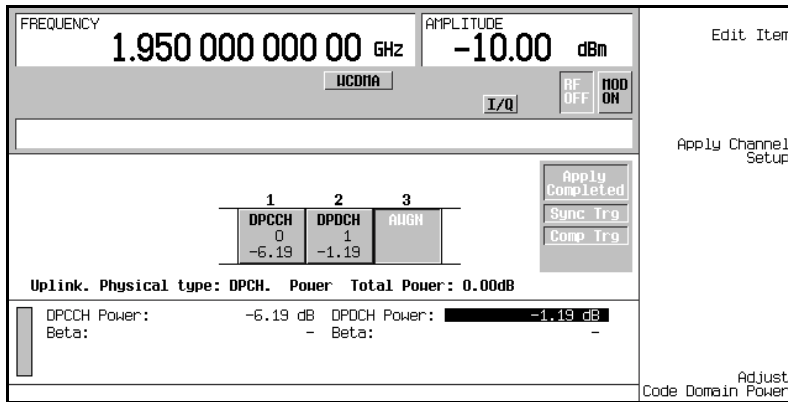 FREQUENCY
1.950 000 000 00 GHz
AMPLITUDE
-10.00 dBm
WCDMA
I/Q
RF OFF
MOD ON
Edit Item
Apply Channel
Setup
1 2 3
DPCCH DPDCH AWGN
0 1
-6.19 -1.19
Apply
Completed
Sync Trg
Comp Trg
Uplink. Physical type: DPCH. Power Total Power: 0.00dB
DPCCH Power: -6.19 dB DPDCH Power: -1.19 dB
Beta: - Beta: -
Adjust
Code Domain Power